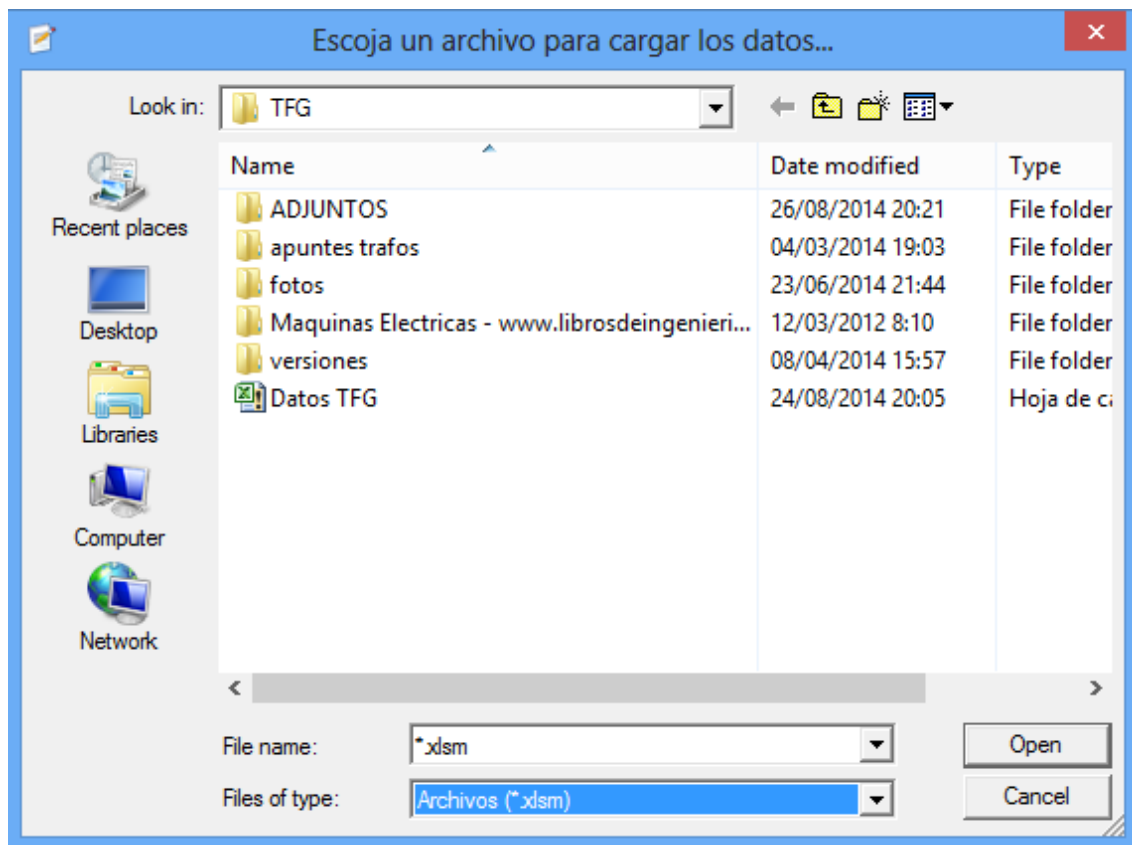 Escoja un archivo para cargar los datos...
Look in: TFG
Name Date modified Type
ADJUNTOS 26/08/2014 20:21 File folder
apuntes trafos 04/03/2014 19:03 File folder
fotos 23/06/2014 21:44 File folder
Maquinas Electricas - www.librosdeingenieri... 12/03/2012 8:10 File folder
versiones 08/04/2014 15:57 File folder
Datos TFG 24/08/2014 20:05 Hoja de ca
Recent places
Desktop
Libraries
Computer
Network
File name: *.xlsm Open
Files of type: Archivos (*.xlsm) Cancel